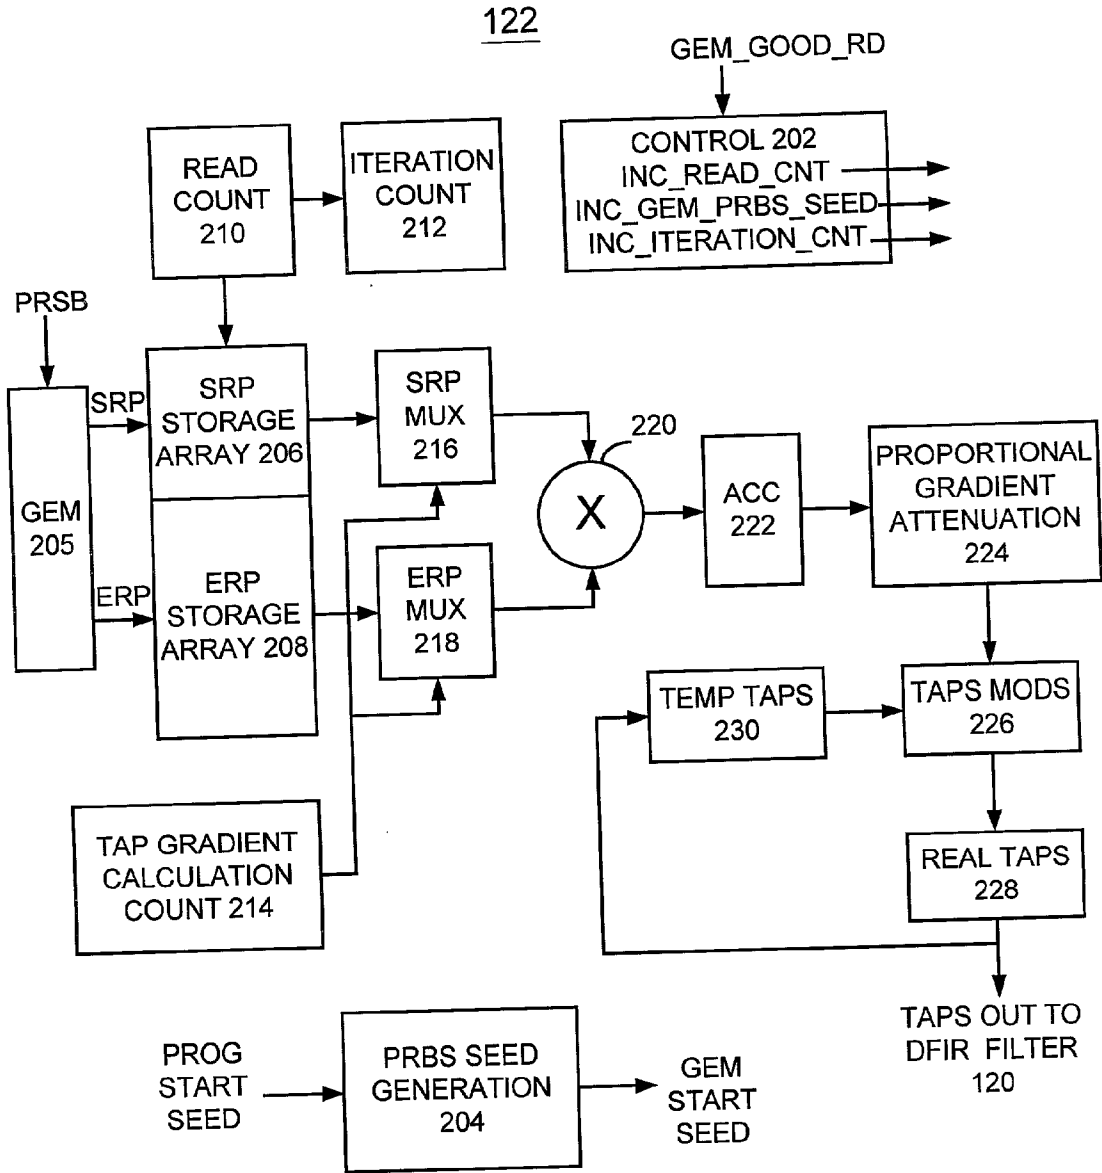 122
GEM_GOOD_RD
CONTROL 202
INC_READ_CNT
INC_GEM_PRBS_SEED
INC_ITERATION_CNT
READ
COUNT
210
ITERATION
COUNT
212
PRSB
GEM
205
SRP
ERP
SRP
STORAGE
ARRAY 206
ERP
STORAGE
ARRAY 208
SRP
MUX
216
ERP
MUX
218
220
X
ACC
222
PROPORTIONAL
GRADIENT
ATTENUATION
224
TEMP TAPS
230
TAPS MODS
226
REAL TAPS
228
TAP GRADIENT
CALCULATION
COUNT 214
TAPS OUT TO
DFIR FILTER
120
PROG
START
SEED
PRBS SEED
GENERATION
204
GEM
START
SEED